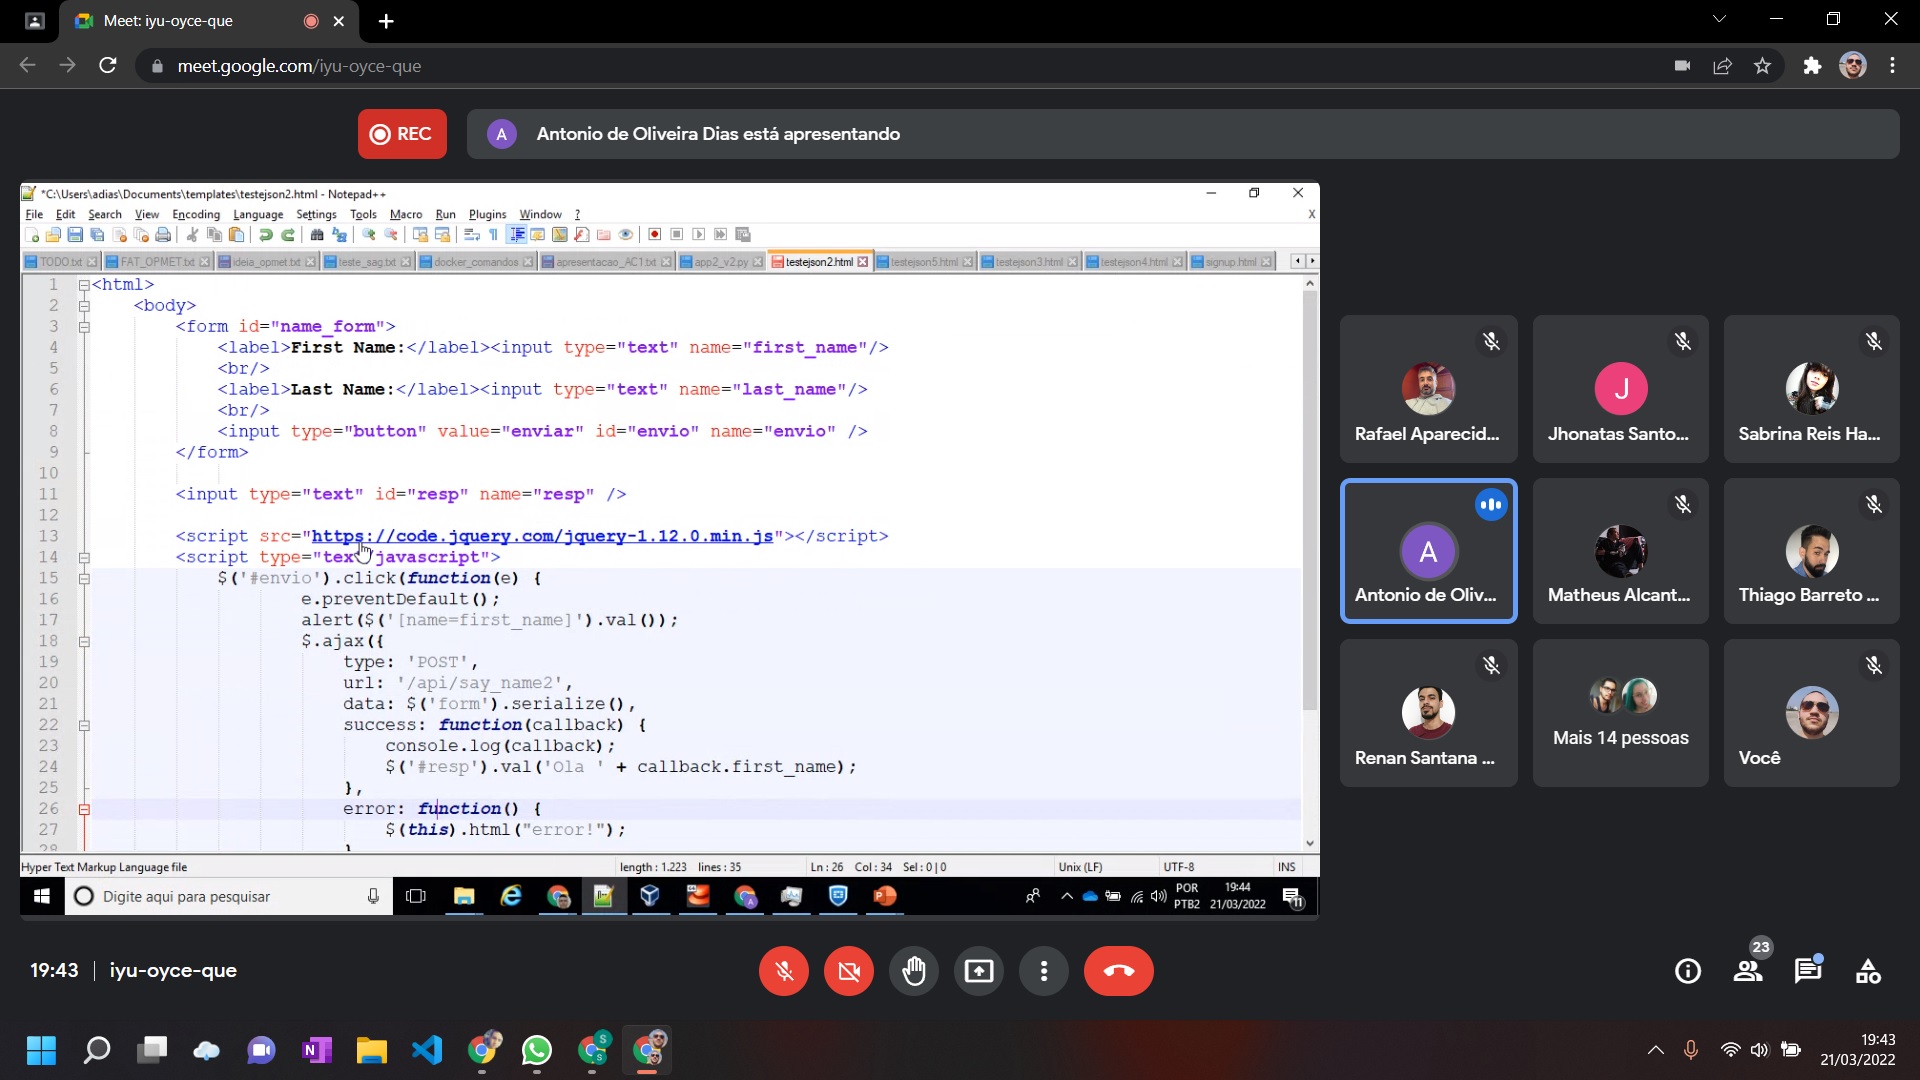 Meet: iyu-oyce-que
meet.google.com/iyu-oyce-que
REC
A
Antonio de Oliveira Dias está apresentando
*C:\Users\adias\Documents\templates\testejson2.html - Notepad++
File Edit Search View Encoding Language Settings Tools Macro Run Plugins Window ?
X
TODO.txt FAT_OPMET.txt ideia_opmet.txt teste_sag.txt docker_comandos apresentacao_AC1.txt app2_v2.py testejson2.html testejson5.html testejson3.html testejson4.html signup.html
1 <html>
2 <body>
3 <form id="name_form">
4 <label>First Name:</label><input type="text" name="first_name"/>
5 <br/>
6 <label>Last Name:</label><input type="text" name="last_name"/>
7 <br/>
8 <input type="button" value="enviar" id="envio" name="envio" />
9 </form>
10
11 <input type="text" id="resp" name="resp" />
12
13 <script src="https://code.jquery.com/jquery-1.12.0.min.js"></script>
14 <script type="text/javascript">
15 $('#envio').click(function(e) {
16 e.preventDefault();
17 alert($('[name=first_name]').val());
18 $.ajax({
19 type: 'POST',
20 url: '/api/say_name2',
21 data: $('form').serialize(),
22 success: function(callback) {
23 console.log(callback);
24 $('#resp').val('Ola ' + callback.first_name);
25 },
26 error: function() {
27 $(this).html("error!");
28 }
Hyper Text Markup Language file length : 1.223 lines : 35 Ln : 26 Col : 34 Sel : 0 | 0 Unix (LF) UTF-8 INS
Digite aqui para pesquisar
POR
PTB2
19:44
21/03/2022
11
Rafael Aparecid...
J
Jhonatas Santo...
Sabrina Reis Ha...
A
Antonio de Oliv...
Matheus Alcant...
Thiago Barreto ...
Renan Santana ...
Mais 14 pessoas
Você
19:43 | iyu-oyce-que
23
19:43
21/03/2022